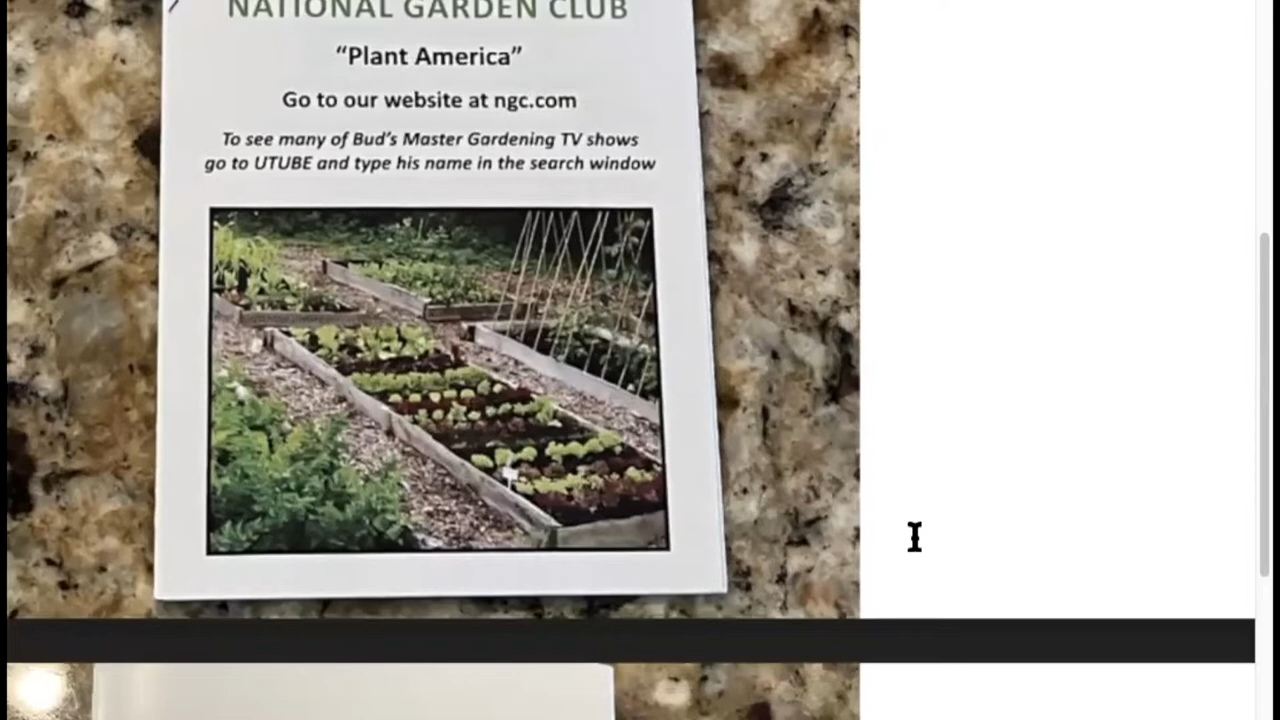 NATIONAL GARDEN CLUB
“Plant America”
Go to our website at ngc.com
To see many of Bud’s Master Gardening TV shows
go to UTUBE and type his name in the search window